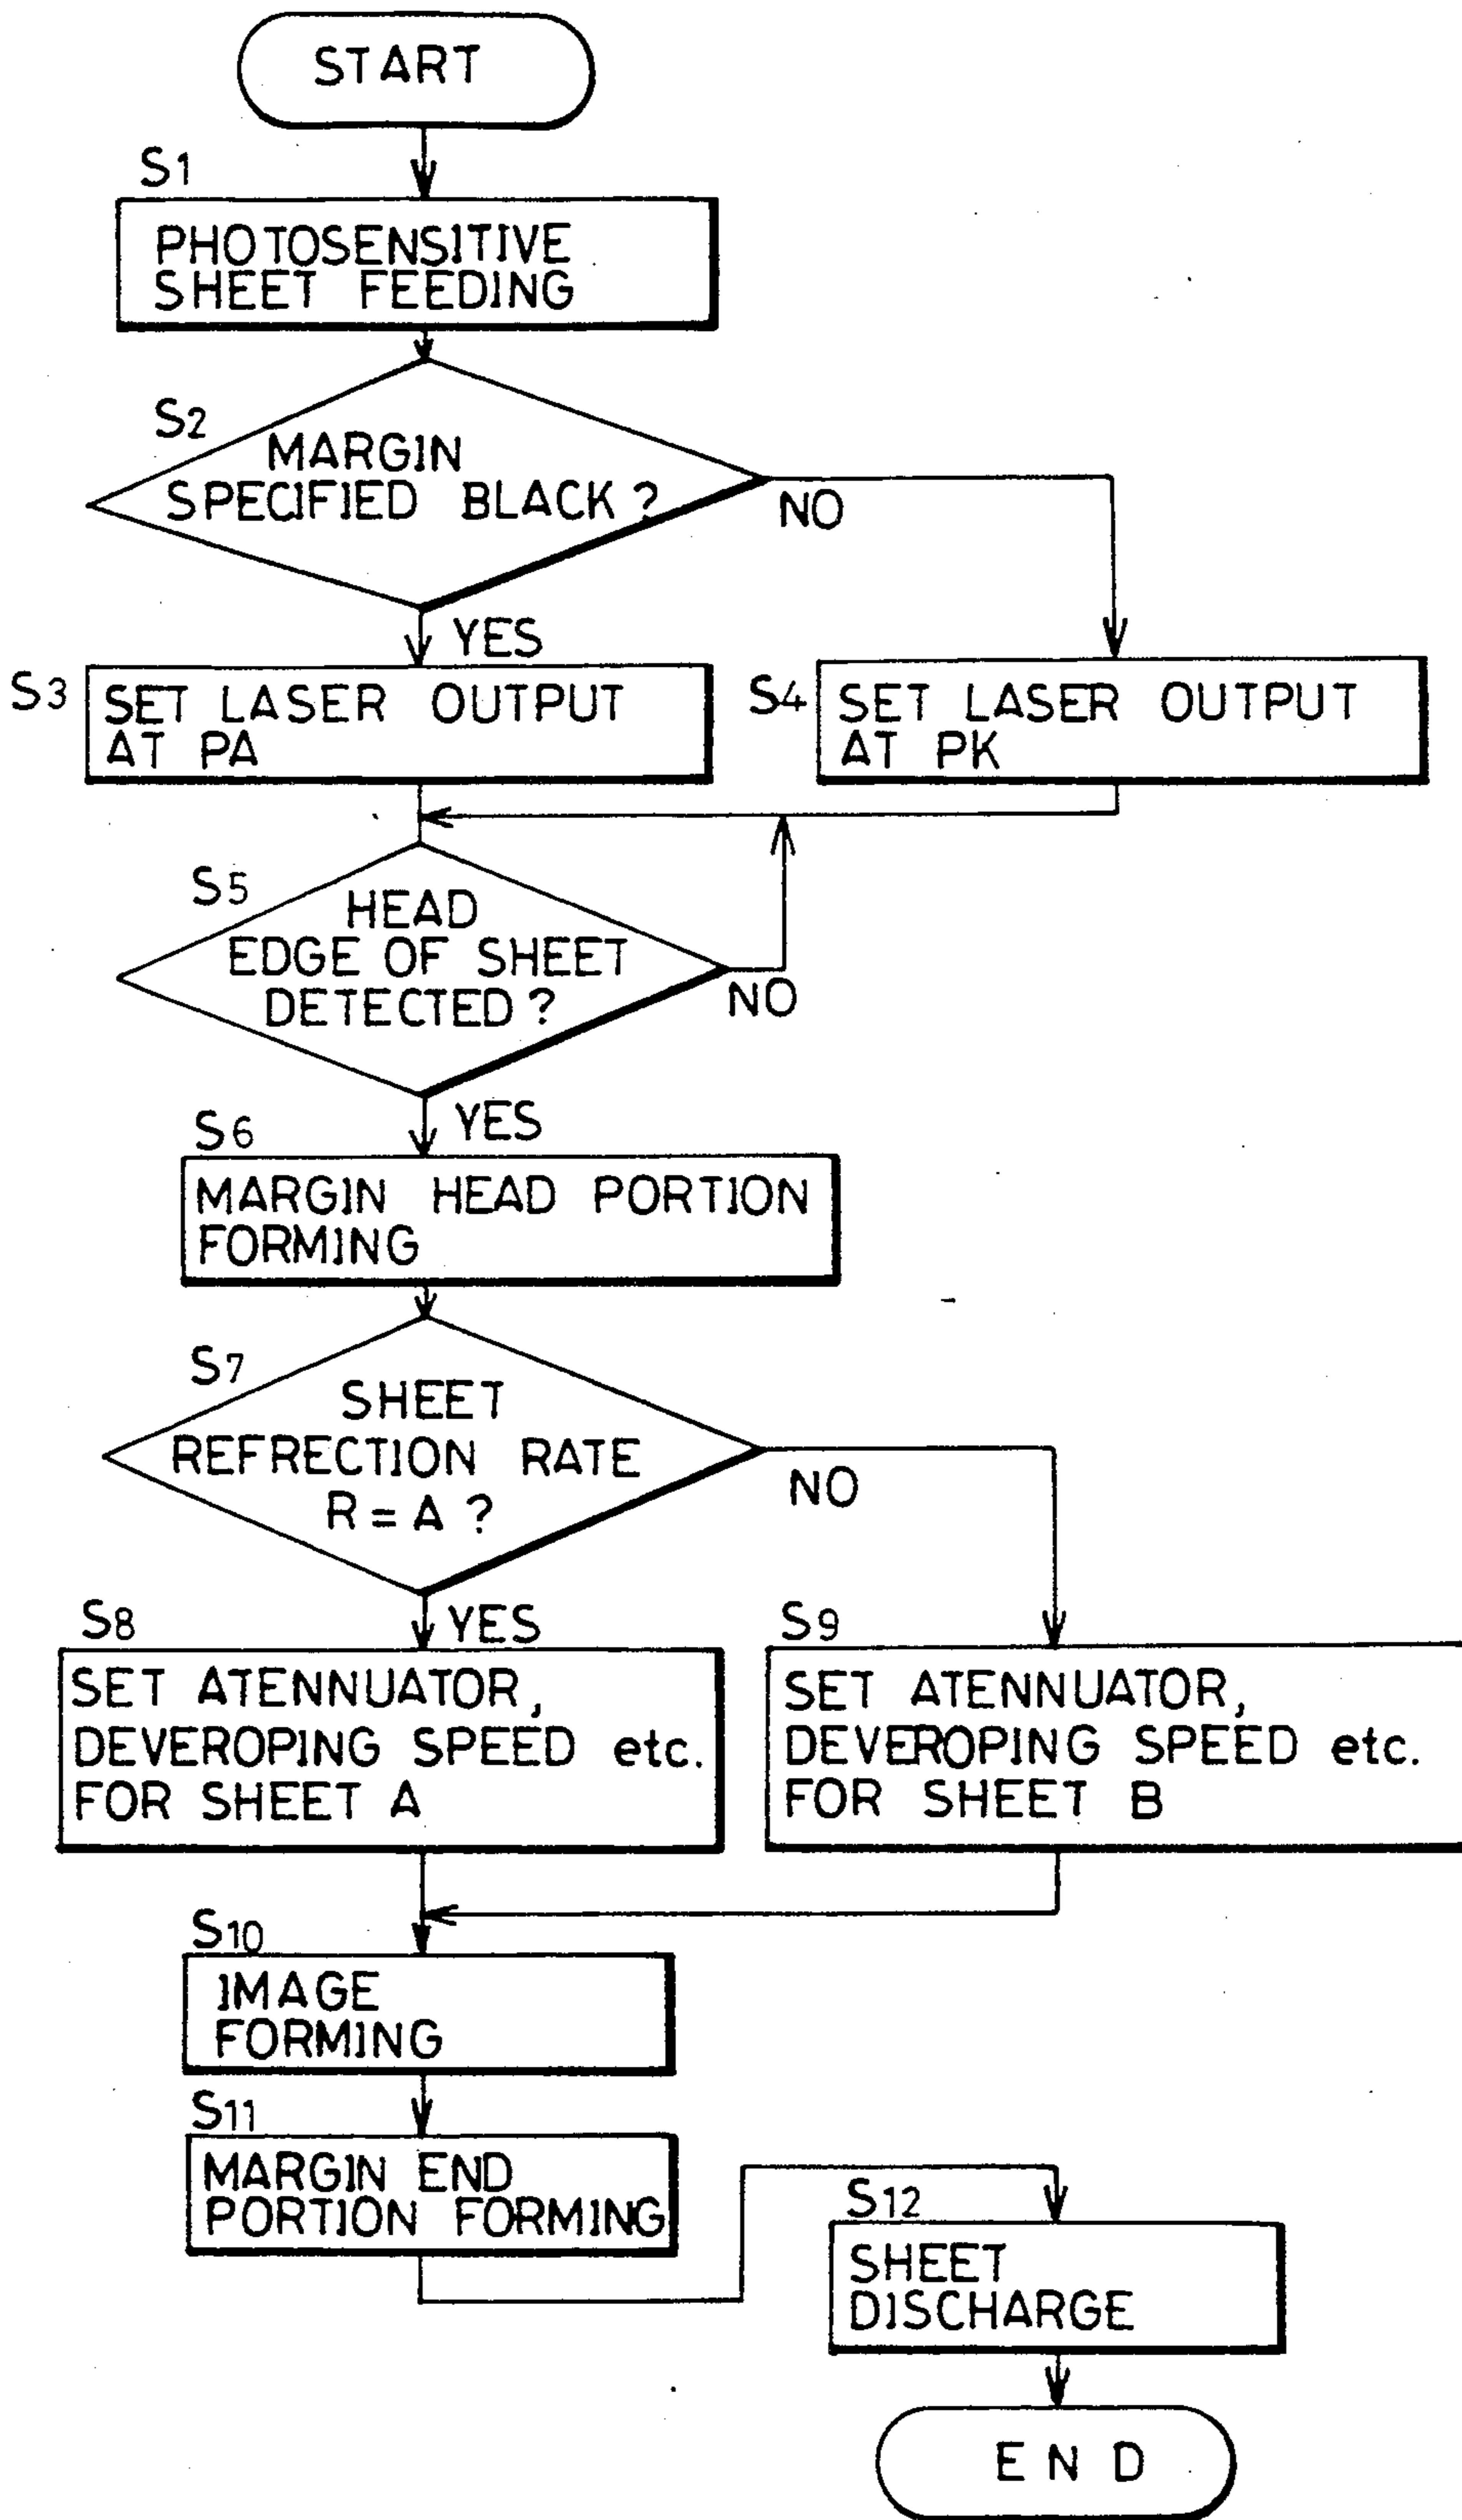 START
S1
PHOTOSENSITIVE
SHEET FEEDING
S2
MARGIN
SPECIFIED BLACK?
NO
YES
S3
SET LASER OUTPUT
AT PA
S4
SET LASER OUTPUT
AT PK
S5
HEAD
EDGE OF SHEET
DETECTED?
NO
YES
S6
MARGIN HEAD PORTION
FORMING
S7
SHEET
REFRECTION RATE
R=A?
NO
YES
S8
SET ATENNUATOR,
DEVEROPING SPEED etc.
FOR SHEET A
S9
SET ATENNUATOR,
DEVEROPING SPEED etc.
FOR SHEET B
S10
IMAGE
FORMING
S11
MARGIN END
PORTION FORMING
S12
SHEET
DISCHARGE
END